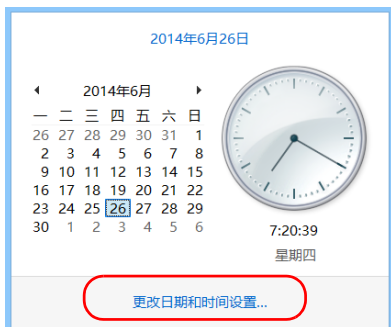 2014年6月26日
2014年6月
一 二 三 四 五 六 日
26 27 28 29 30 31 1
2 3 4 5 6 7 8
9 10 11 12 13 14 15
16 17 18 19 20 21 22
23 24 25 26 27 28 29
30 1 2 3 4 5 6
7:20:39
星期四
更改日期和时间设置...